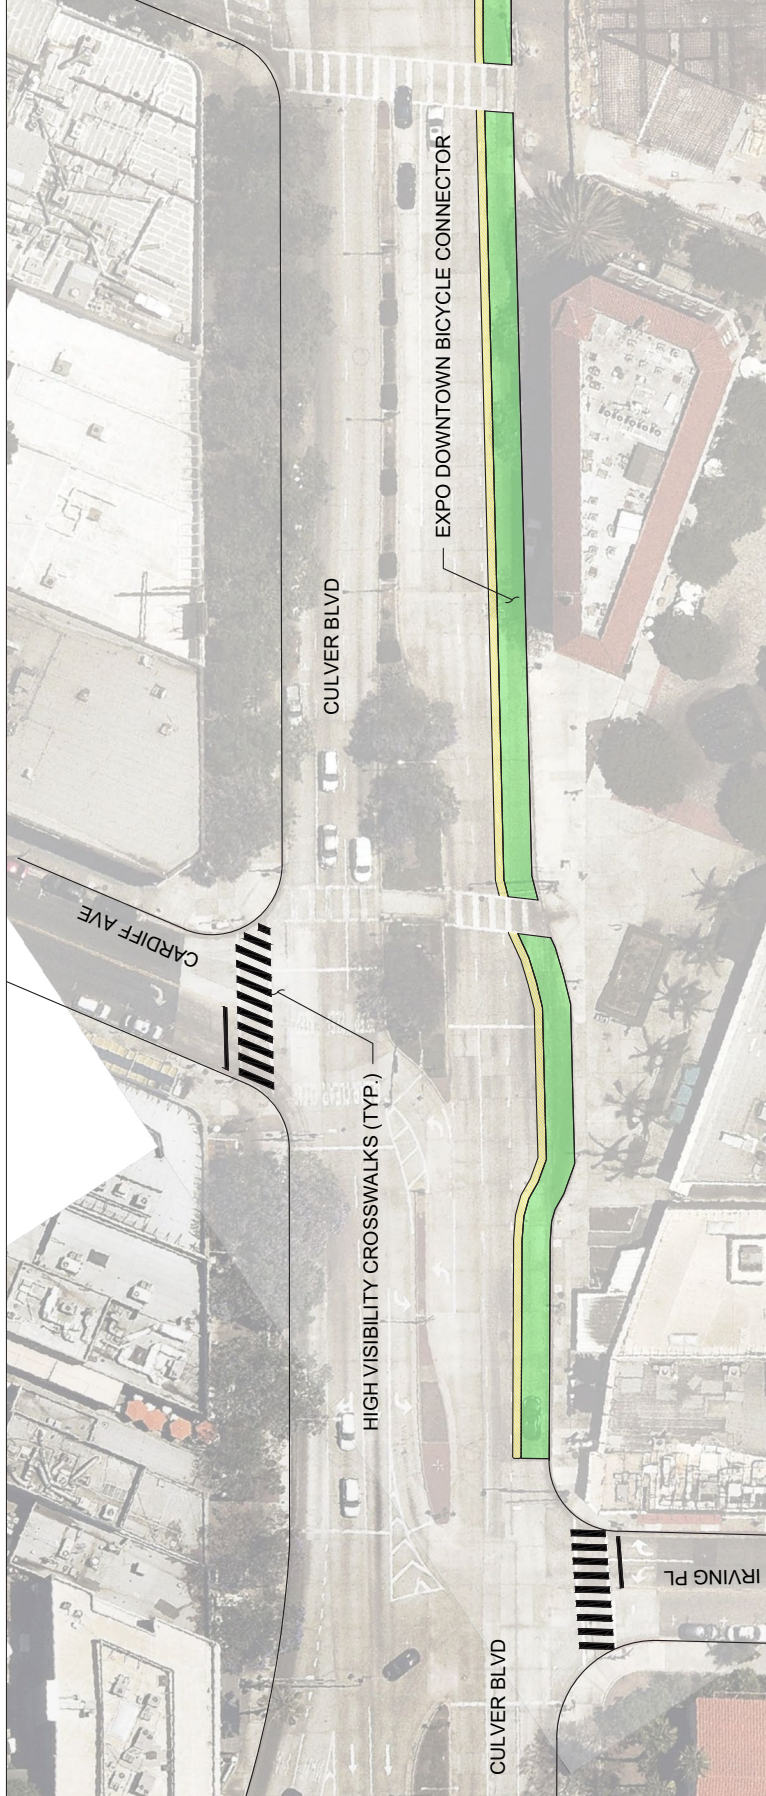 EXPO DOWNTOWN BICYCLE CONNECTOR
CULVER BLVD
CARDIFF AVE
HIGH VISIBILITY CROSSWALKS (TYP.)
IRVING PL
CULVER BLVD